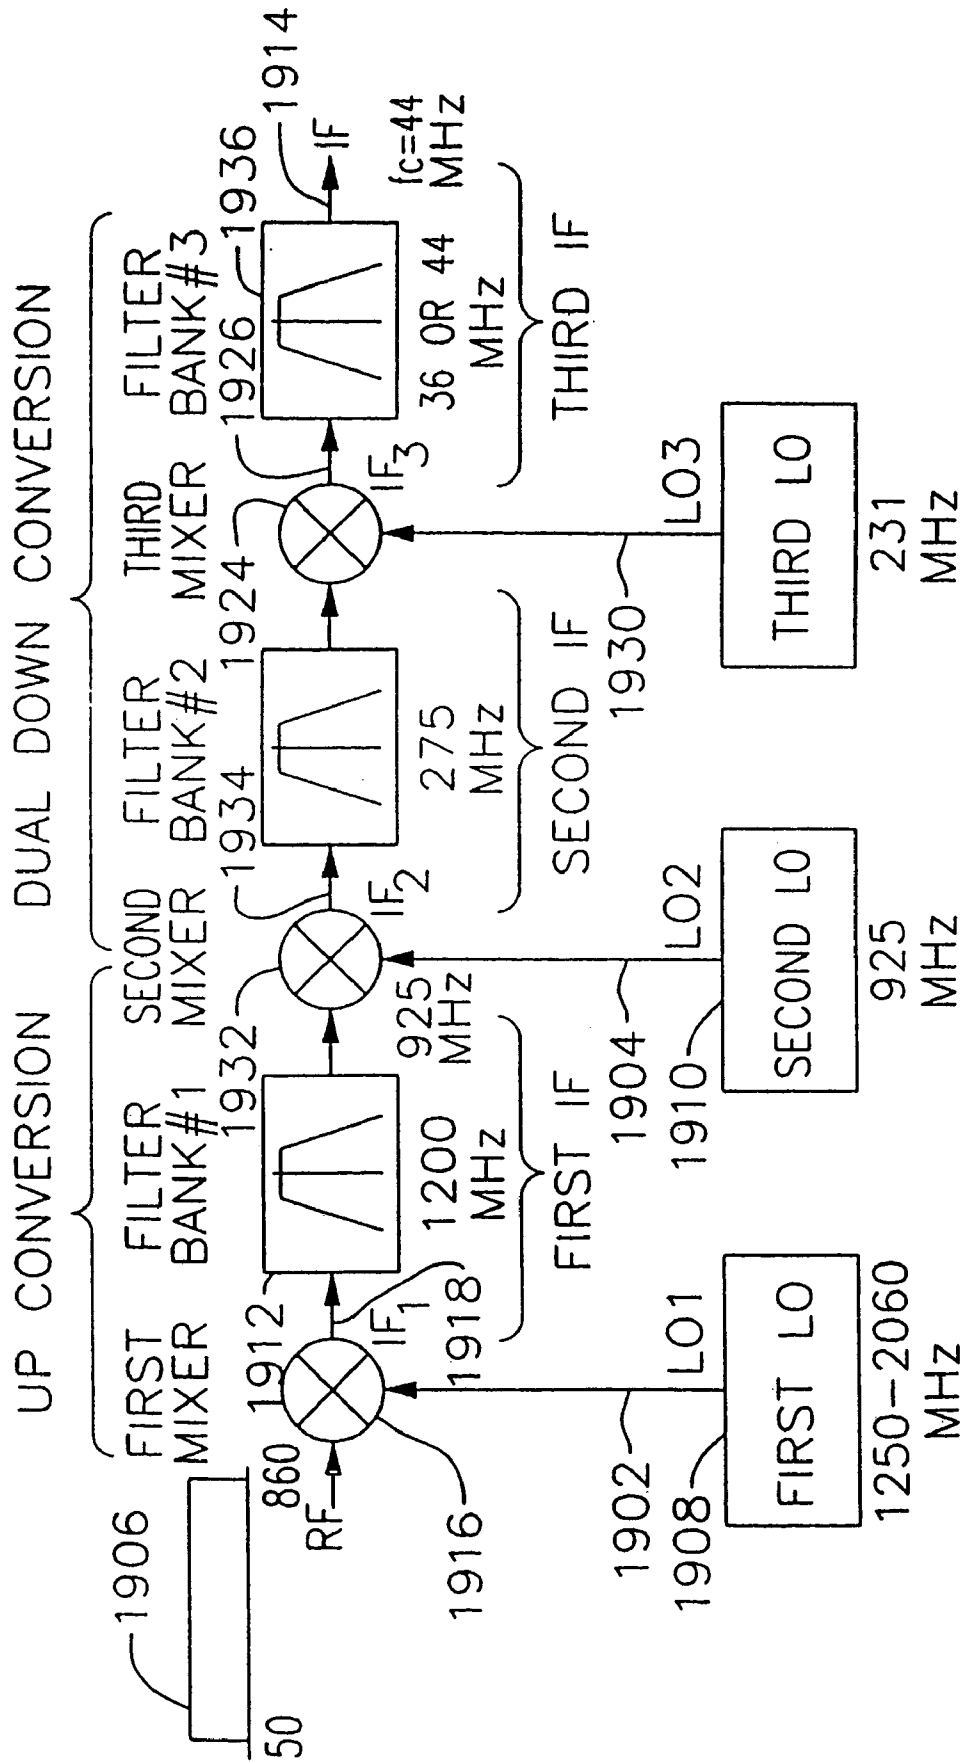 UP CONVERSION
DUAL DOWN CONVERSION
1906
50
860
RF
FIRST
MIXER
1912
FILTER
BANK#1
1932
SECOND
MIXER
1934
FILTER
BANK#2
1924
THIRD
MIXER
1926
FILTER
BANK#3
1936
1914
IF
fc=44
MHz
1916
IF1
1918
1200
MHz
925
MHz
IF2
275
MHz
IF3
36 OR 44
MHz
FIRST IF
SECOND IF
THIRD IF
1902
LO1
1904
LO2
1930
LO3
1908
FIRST LO
1250-2060
MHz
1910
SECOND LO
925
MHz
THIRD LO
231
MHz